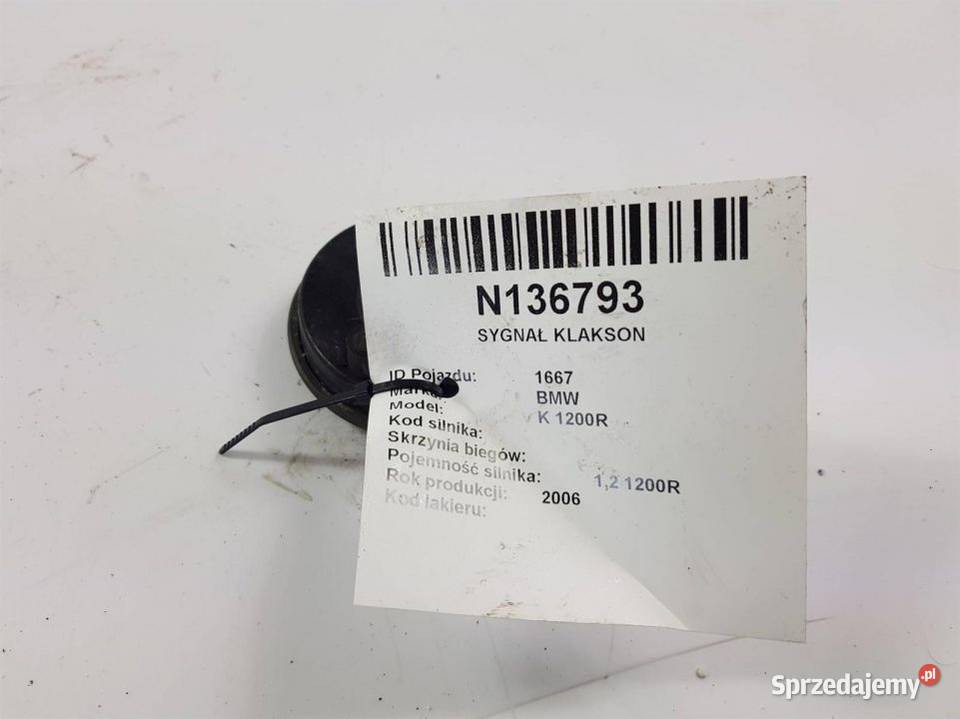 N136793
SYGNAŁ KLAKSON
ID Pojazdu: 1667
Marka: BMW
Model: K 1200R
Kod silnika:
Skrzynia biegów:
Pojemność silnika: 1,2 1200R
Rok produkcji: 2006
Kod lakieru:
Sprzedajemy.pl